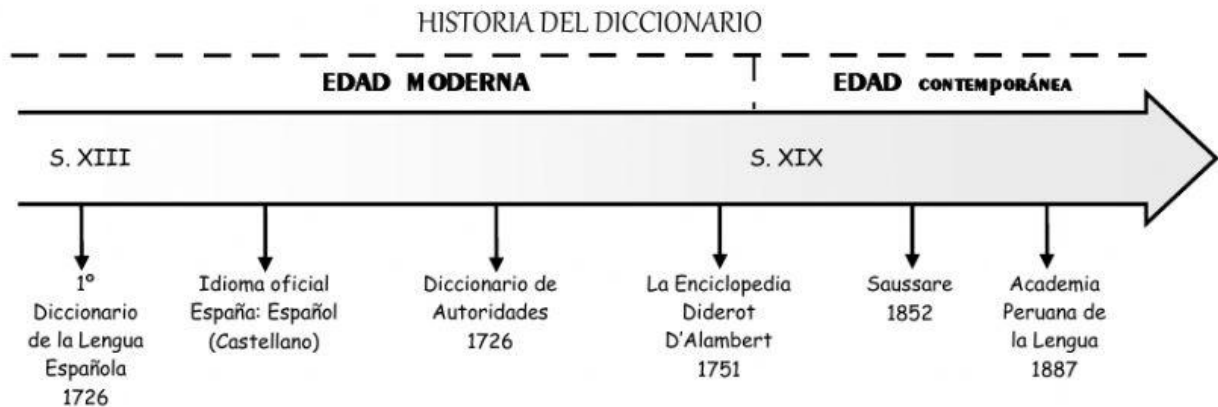 HISTORIA DEL DICCIONARIO
EDAD MODERNA
EDAD CONTEMPORÁNEA
S. XIII
S. XIX
1º
Diccionario
de la Lengua
Española
1726
Idioma oficial
España: Español
(Castellano)
Diccionario de
Autoridades
1726
La Enciclopedia
Diderot
D'Alambert
1751
Saussare
1852
Academia
Peruana de
la Lengua
1887